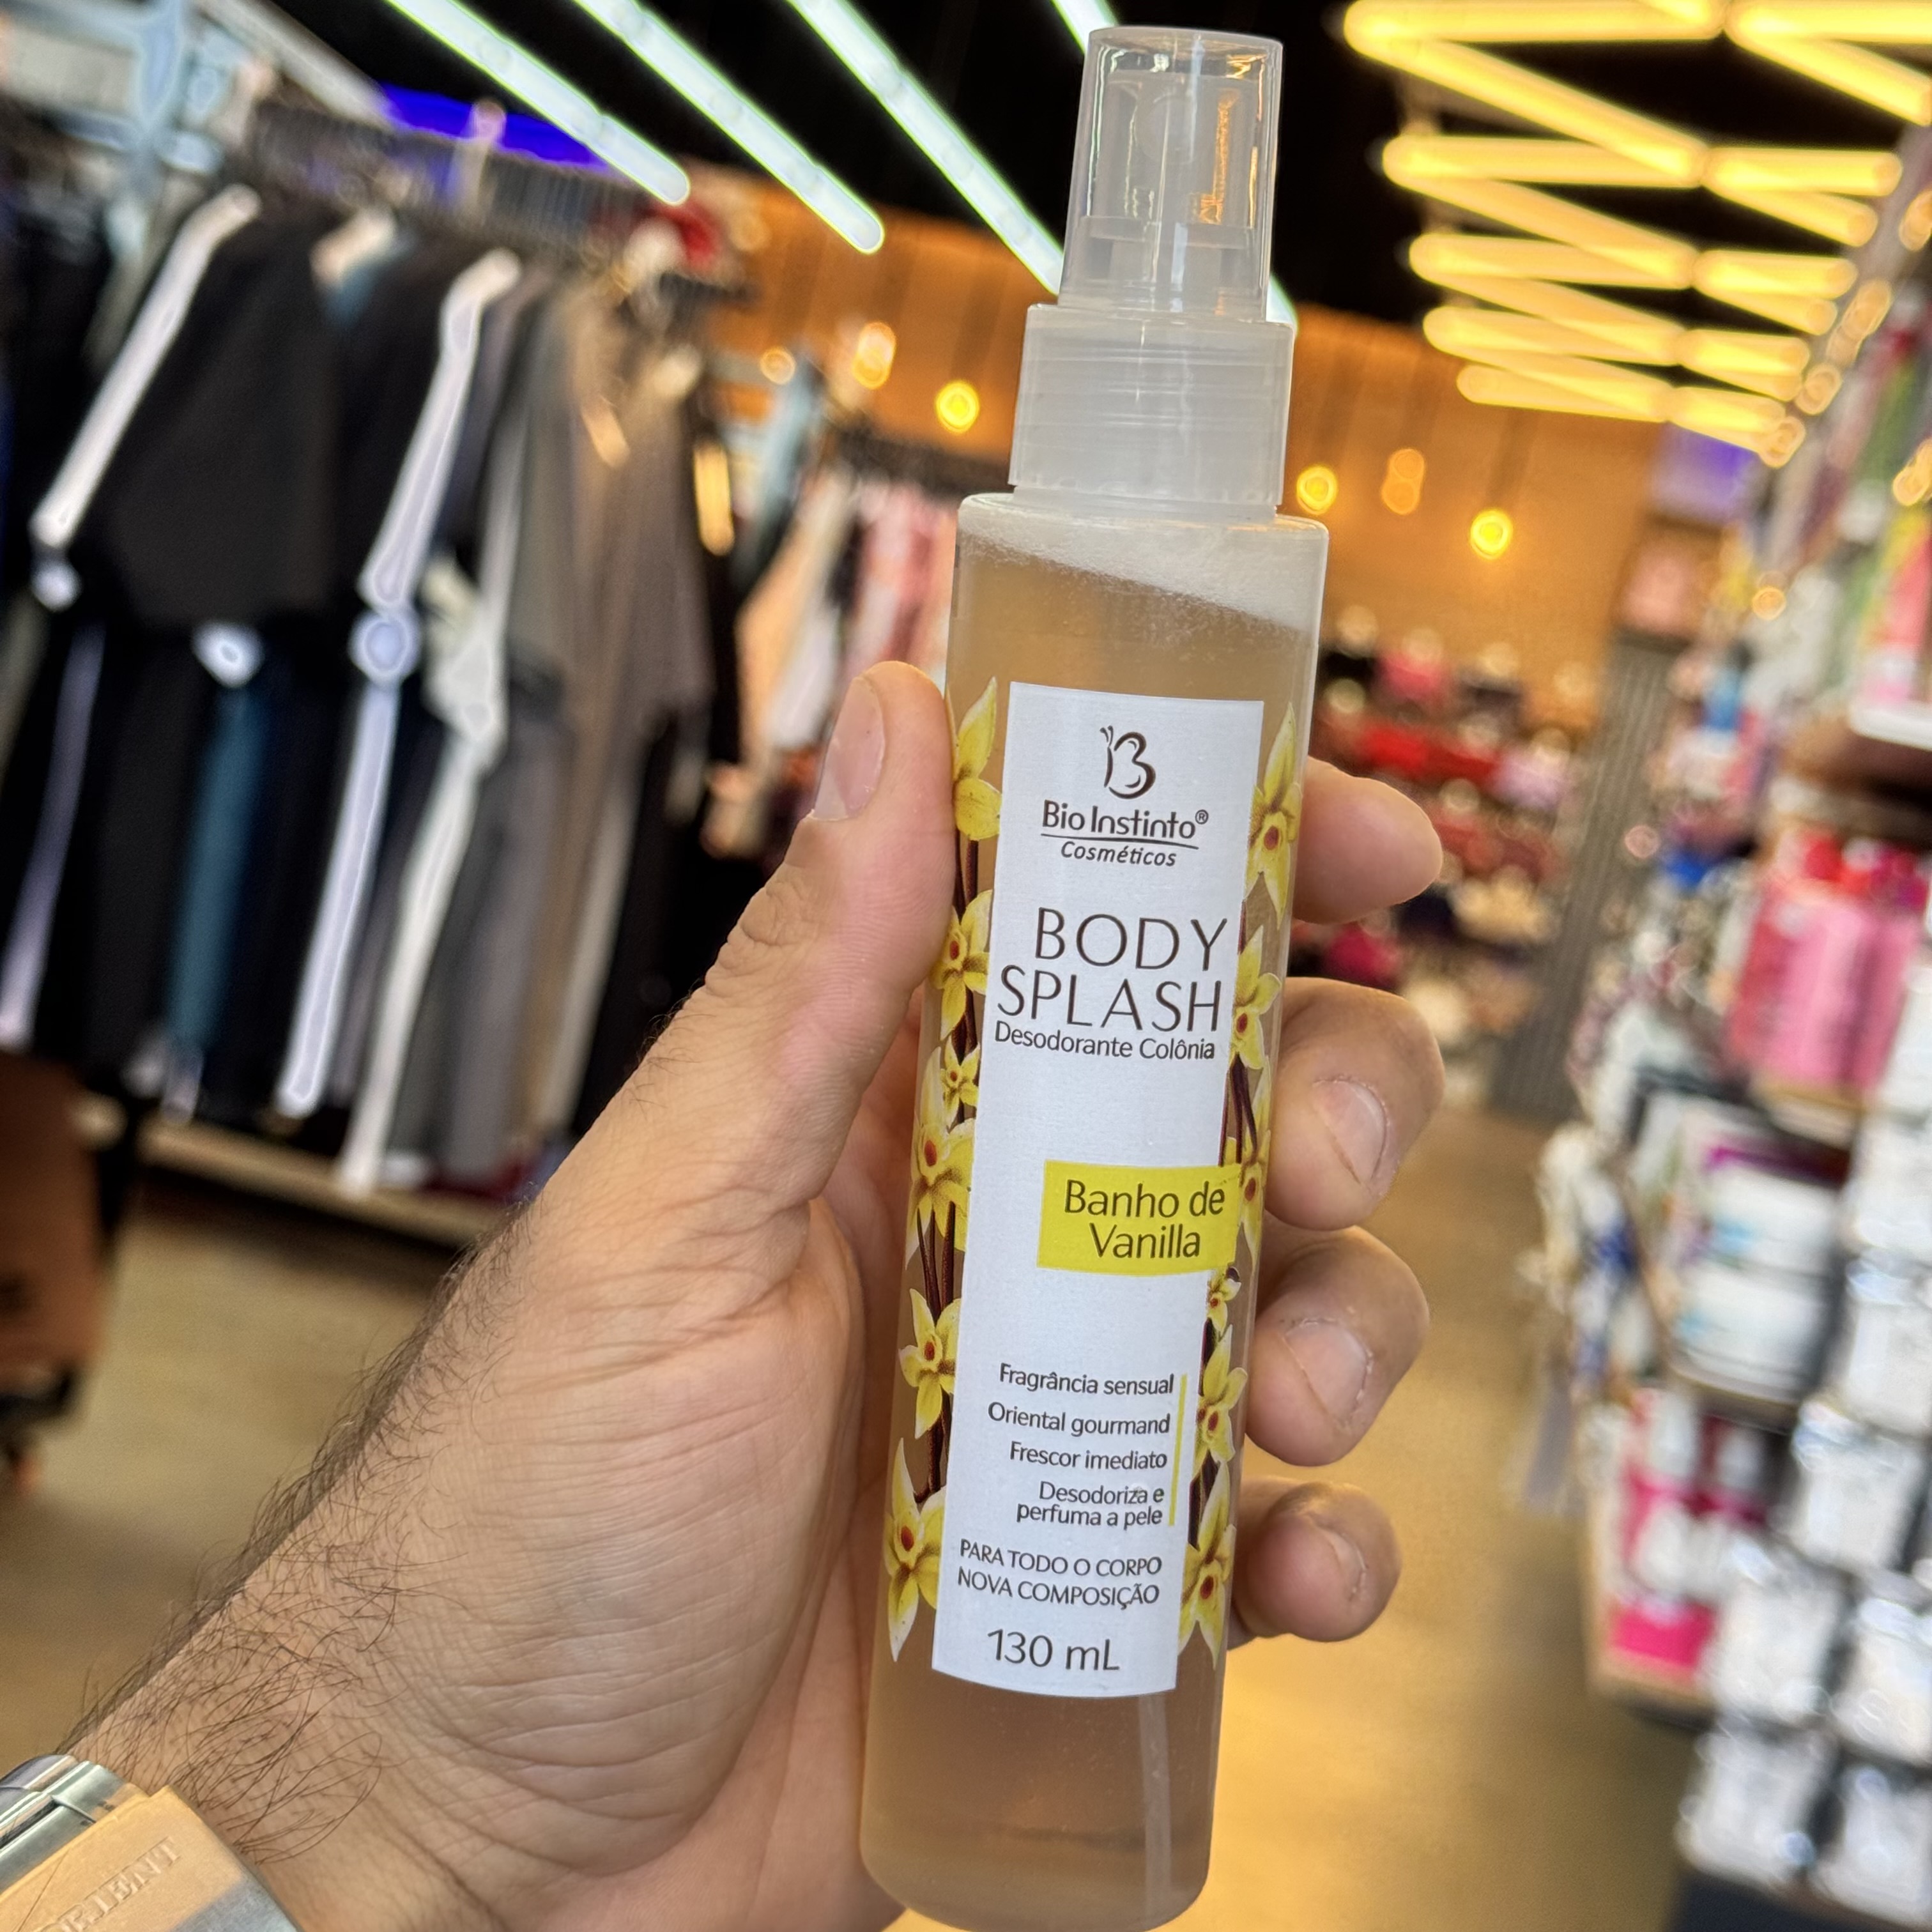 B
Bio Instinto®
Cosméticos
BODY
SPLASH
Desodorante Colônia
Banho de
Vanilla
Fragrância sensual
Oriental gourmand
Frescor imediato
Desodoriza e
perfuma a pele
PARA TODO O CORPO
NOVA COMPOSIÇÃO
130 mL
ORIENT